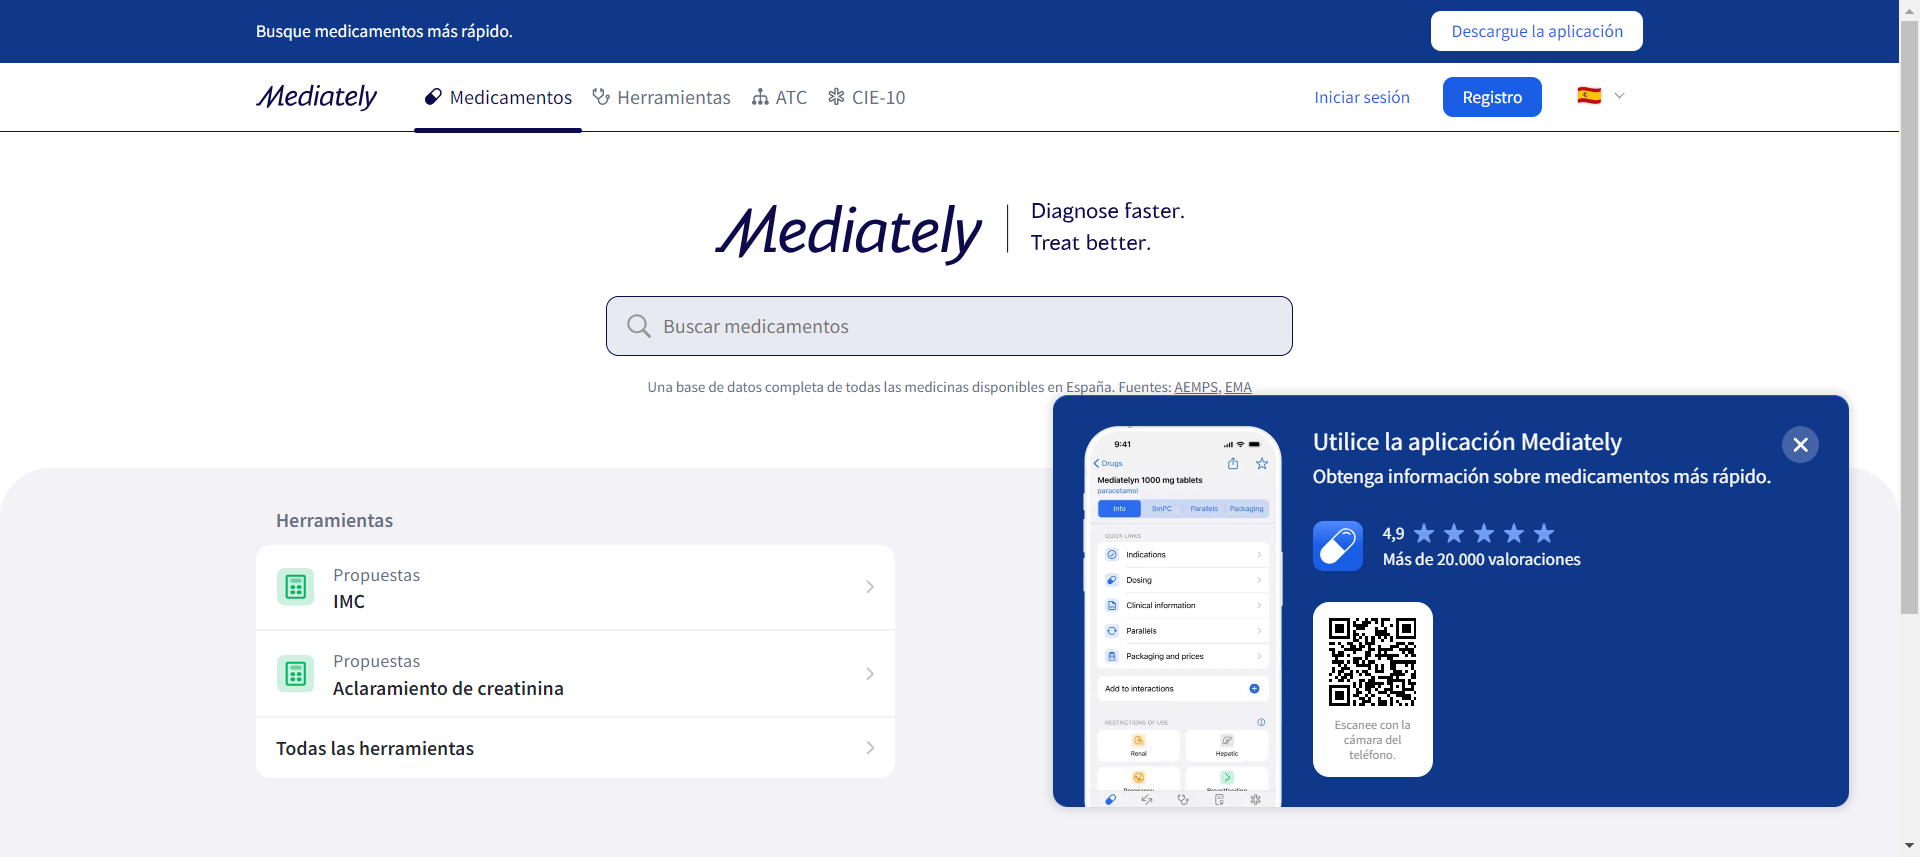 Busque medicamentos más rápido.
Descargue la aplicación
Mediately
Medicamentos
Herramientas
ATC
CIE-10
Iniciar sesión
Registro
Mediately
Diagnose faster.
Treat better.
Buscar medicamentos
Una base de datos completa de todas las medicinas disponibles en España. Fuentes: AEMPS, EMA
Herramientas
Propuestas
IMC
Propuestas
Aclaramiento de creatinina
Todas las herramientas
9:41
Drugs
Mediatelyn 1000 mg tablets
paracetamol
Info
SmPC
Parallels
Packaging
QUICK LINKS
Indications
Dosing
Clinical information
Parallels
Packaging and prices
Add to interactions
RESTRICTIONS OF USE
Renal
Hepatic
Pregnancy
Breastfeeding
Utilice la aplicación Mediately
Obtenga información sobre medicamentos más rápido.
4,9
Más de 20.000 valoraciones
Escanee con la
cámara del
teléfono.